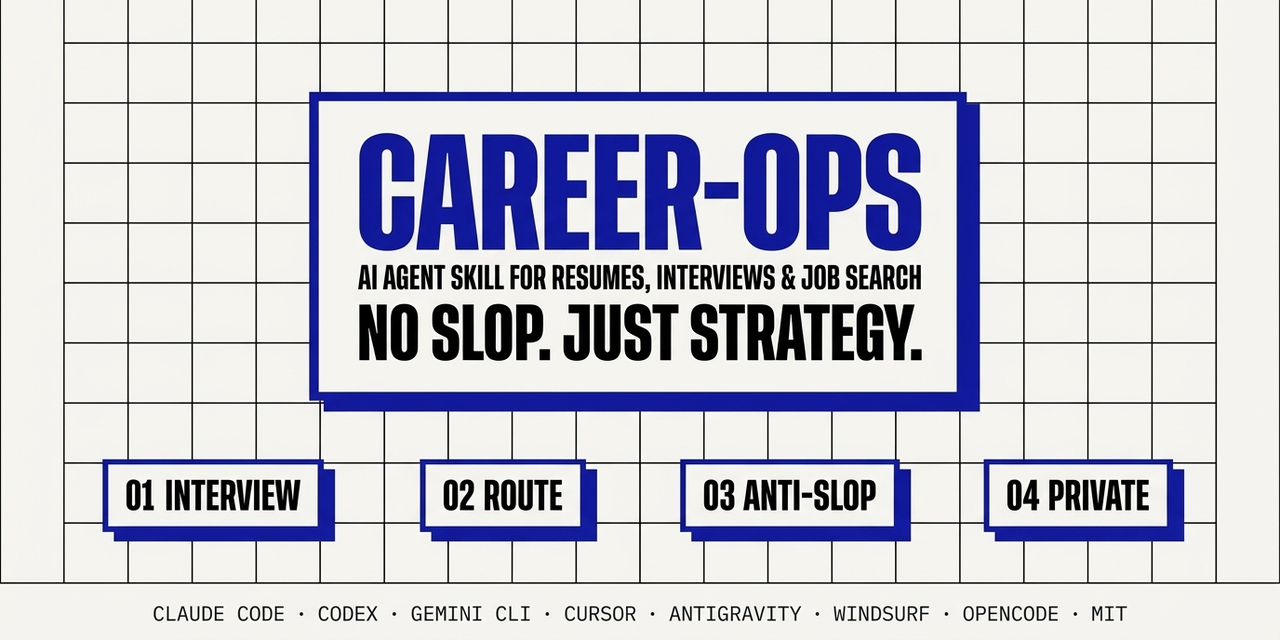 CAREER-OPS
AI AGENT SKILL FOR RESUMES, INTERVIEWS & JOB SEARCH
NO SLOP. JUST STRATEGY.
01 INTERVIEW
02 ROUTE
03 ANTI-SLOP
04 PRIVATE
CLAUDE CODE · CODEX · GEMINI CLI · CURSOR · ANTIGRAVITY · WINDSURF · OPENCODE · MIT